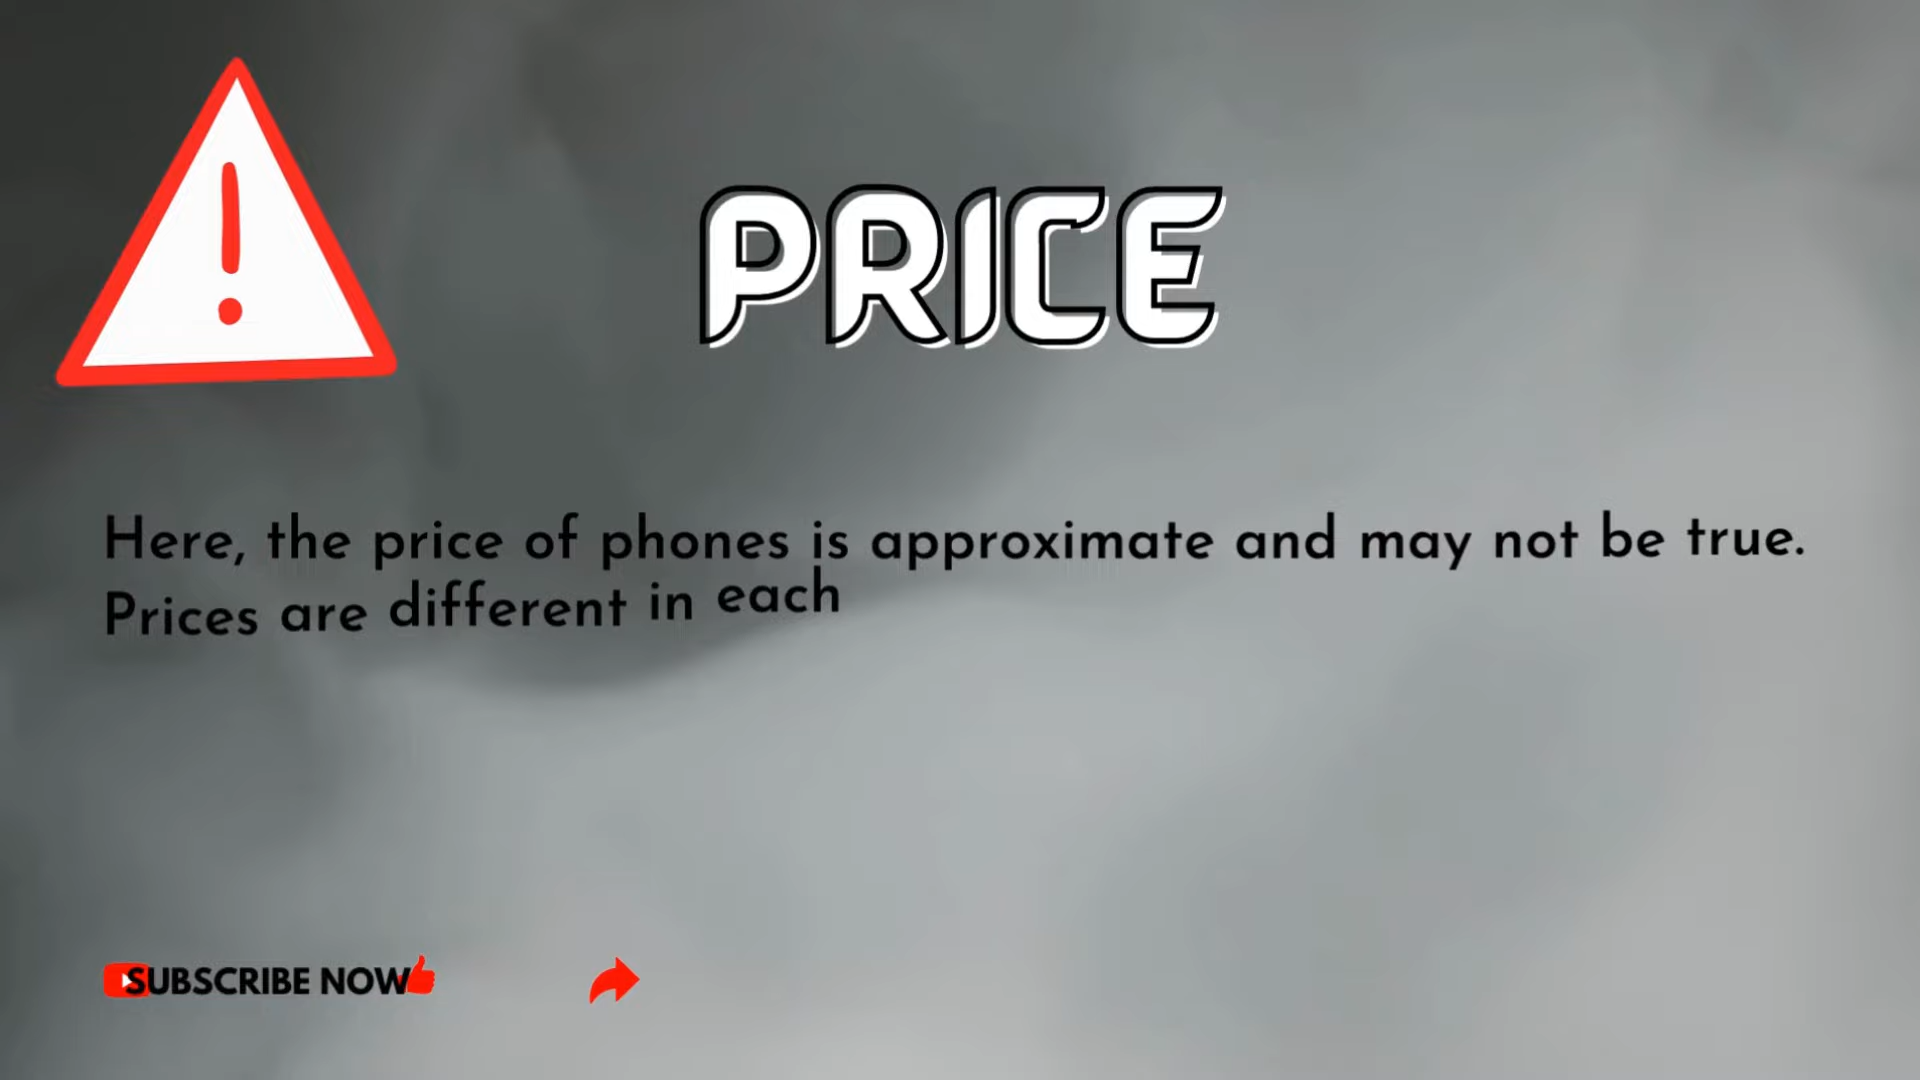 PRICE
Here, the price of phones is approximate and may not be true.
Prices are different in each
SUBSCRIBE NOW